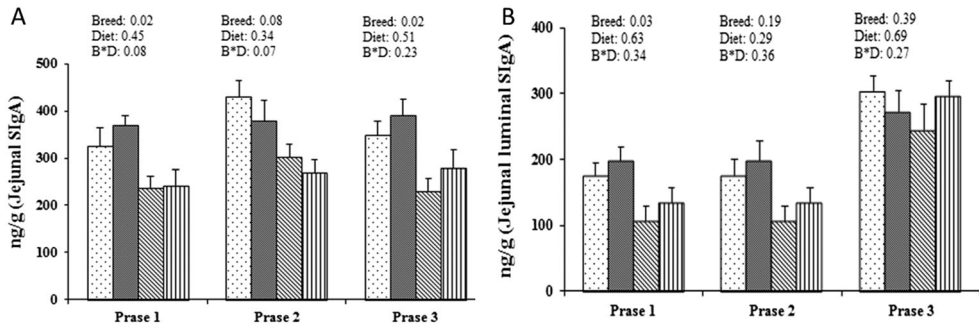 A
Breed: 0.02
Diet: 0.45
B*D: 0.08
Breed: 0.08
Diet: 0.34
B*D: 0.07
Breed: 0.02
Diet: 0.51
B*D: 0.23
ng/g (Jejunal SIgA)
500
400
300
200
100
0
Prase 1
Prase 2
Prase 3
B
Breed: 0.03
Diet: 0.63
B*D: 0.34
Breed: 0.19
Diet: 0.29
B*D: 0.36
Breed: 0.39
Diet: 0.69
B*D: 0.27
ng/g (Jejunal luminal SIgA)
400
300
200
100
0
Prase 1
Prase 2
Prase 3